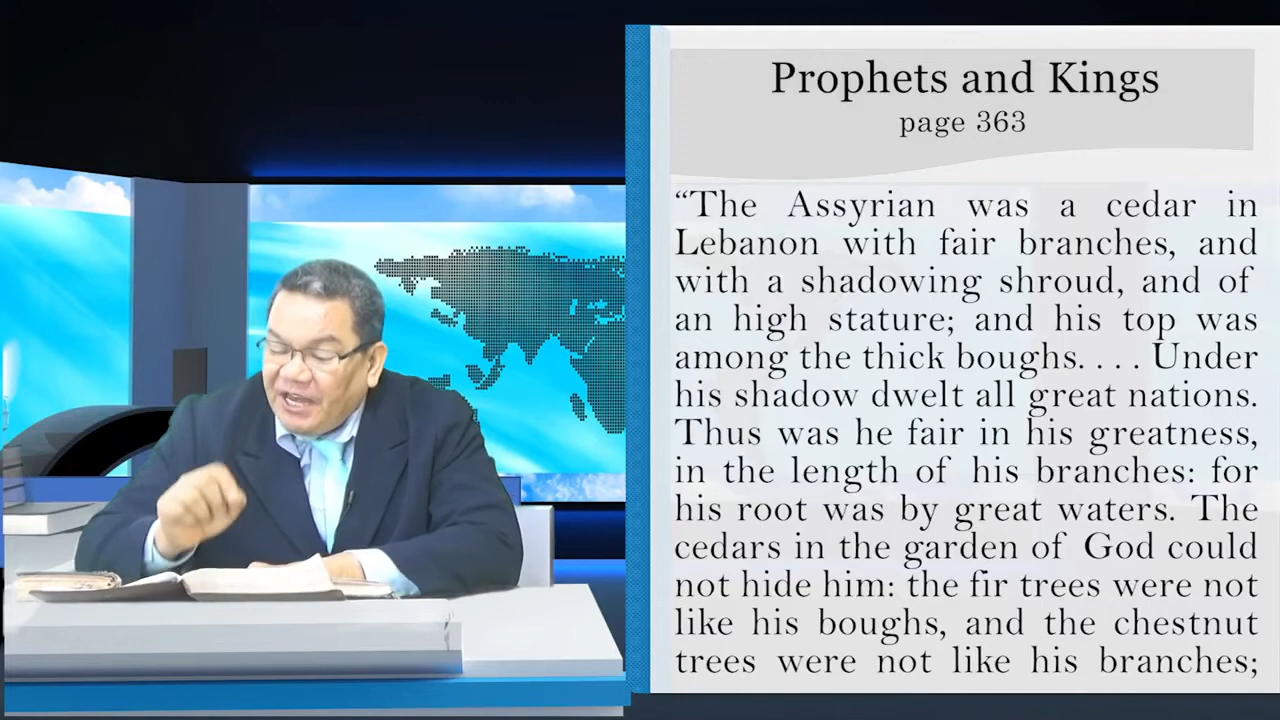 Prophets and Kings
page 363
“The Assyrian was a cedar in
Lebanon with fair branches, and
with a shadowing shroud, and of
an high stature; and his top was
among the thick boughs. . . . Under
his shadow dwelt all great nations.
Thus was he fair in his greatness,
in the length of his branches: for
his root was by great waters. The
cedars in the garden of God could
not hide him: the fir trees were not
like his boughs, and the chestnut
trees were not like his branches;